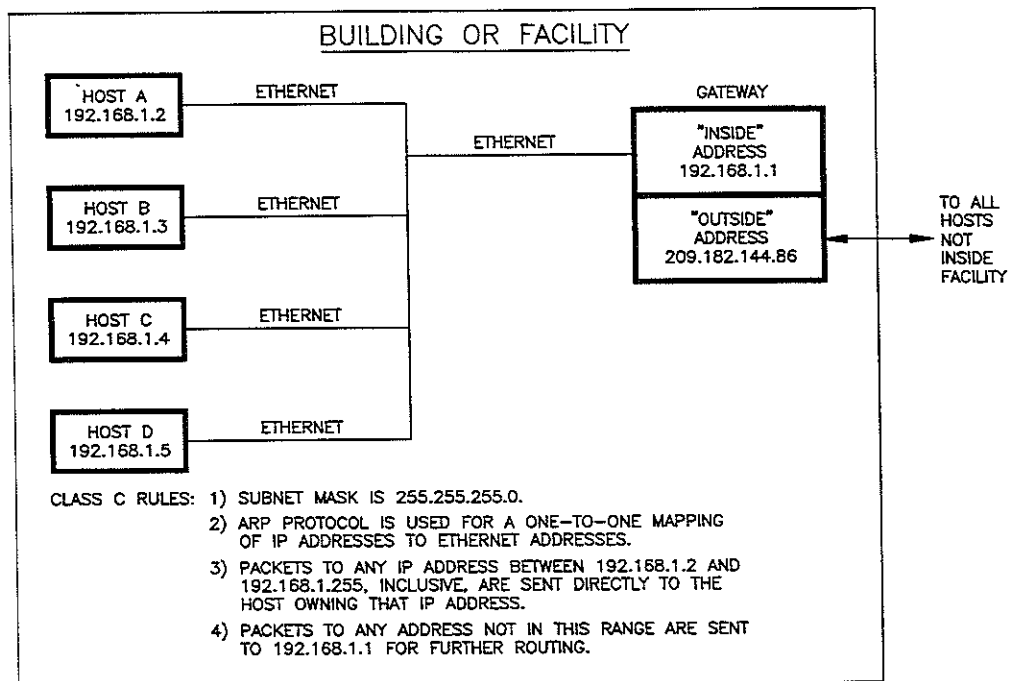 BUILDING OR FACILITY
HOST A
192.168.1.2
ETHERNET
HOST B
192.168.1.3
ETHERNET
HOST C
192.168.1.4
ETHERNET
HOST D
192.168.1.5
ETHERNET
ETHERNET
GATEWAY
"INSIDE"
ADDRESS
192.168.1.1
"OUTSIDE"
ADDRESS
209.182.144.86
TO ALL
HOSTS
NOT
INSIDE
FACILITY
CLASS C RULES: 1) SUBNET MASK IS 255.255.255.0.
2) ARP PROTOCOL IS USED FOR A ONE-TO-ONE MAPPING
OF IP ADDRESSES TO ETHERNET ADDRESSES.
3) PACKETS TO ANY IP ADDRESS BETWEEN 192.168.1.2 AND
192.168.1.255, INCLUSIVE, ARE SENT DIRECTLY TO THE
HOST OWNING THAT IP ADDRESS.
4) PACKETS TO ANY ADDRESS NOT IN THIS RANGE ARE SENT
TO 192.168.1.1 FOR FURTHER ROUTING.